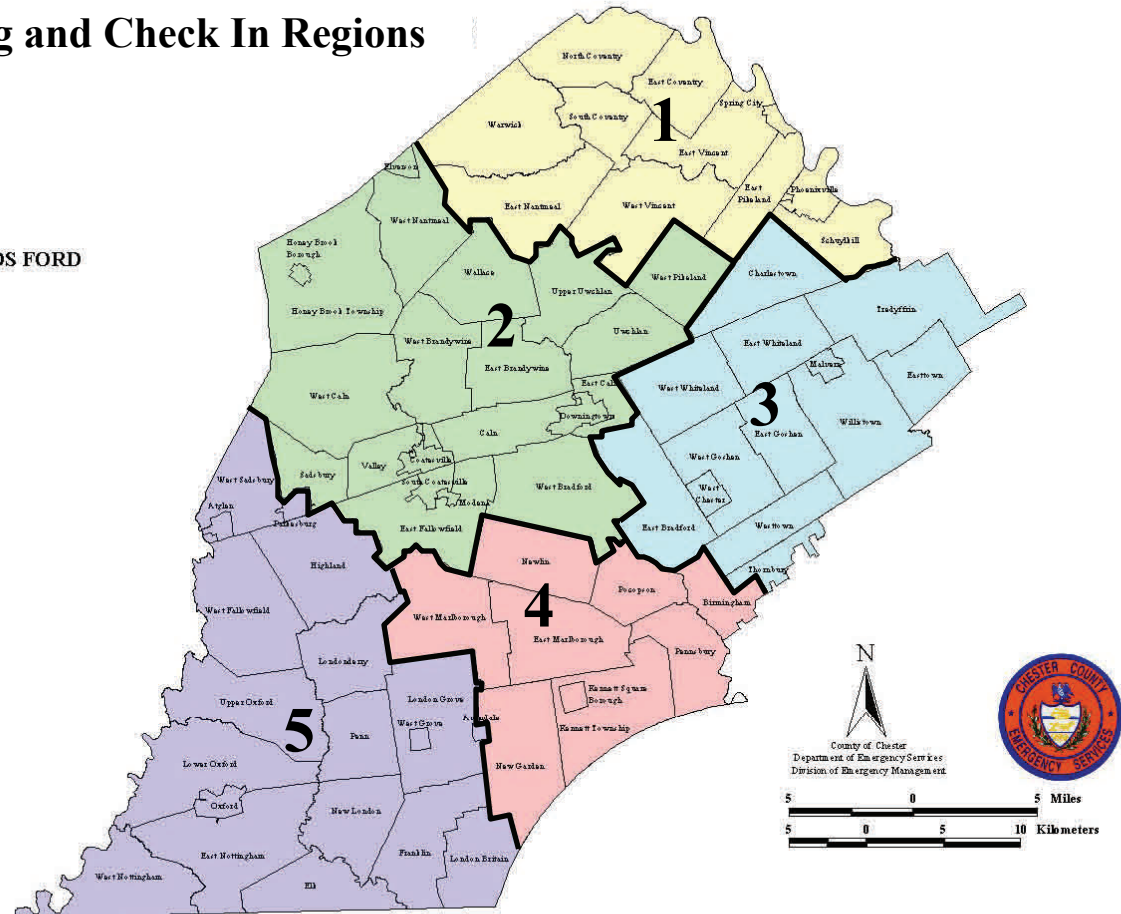 g and Check In Regions
North Coventry
East Coventry
Spring City
Warwick
South Coventry
1
East Vincent
Elverson
East Nantmeal
West Vincent
East
Pikeland
Phoenixville
West Nantmeal
Schuylkill
DS FORD
Honey Brook
Borough
Wallace
Upper Uwchlan
West Pikeland
Charlestown
Honey Brook Township
2
Uwchlan
Tredyffrin
West Brandywine
East Brandywine
East Whiteland
Malvern
Easttown
West Caln
East Caln
West Whiteland
3
Downingtown
Caln
East Goshen
Willistown
West Sadsbury
Sadsbury
Valley
Coatesville
South Coatesville
West Bradford
West Goshen
West
Chester
Modena
Atglen
Parkesburg
East Fallowfield
East Bradford
Westtown
Highland
Newlin
Thornbury
West Fallowfield
West Marlborough
4
Pocopson
Birmingham
East Marlborough
Pennsbury
Londonderry
Upper Oxford
London Grove
Kennett Square
Borough
5
Penn
West Grove
Avondale
Kennett Township
Lower Oxford
New Garden
Oxford
New London
East Nottingham
Franklin
London Britain
West Nottingham
Elk
N
County of Chester
Department of Emergency Services
Division of Emergency Management
5 0 5 Miles
5 0 5 10 Kilometers
CHESTER COUNTY
EMERGENCY SERVICES